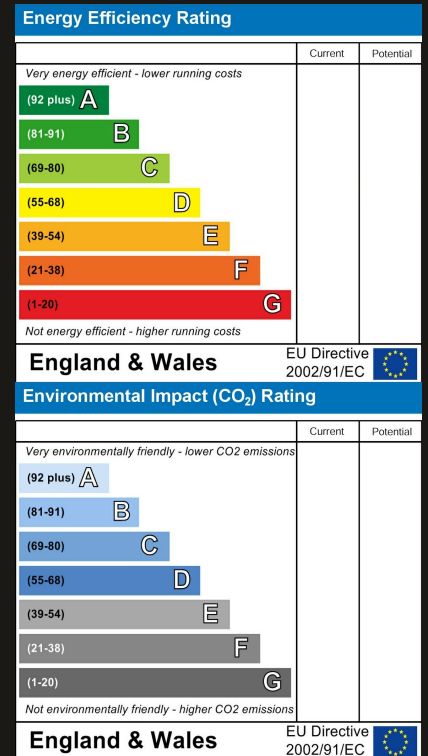 Energy Efficiency Rating
Current Potential
Very energy efficient - lower running costs
(92 plus) A
(81-91) B
(69-80) C
(55-68) D
(39-54) E
(21-38) F
(1-20) G
Not energy efficient - higher running costs
England & Wales
EU Directive
2002/91/EC
Environmental Impact (CO₂) Rating
Current Potential
Very environmentally friendly - lower CO2 emissions
(92 plus) A
(81-91) B
(69-80) C
(55-68) D
(39-54) E
(21-38) F
(1-20) G
Not environmentally friendly - higher CO2 emissions
England & Wales
EU Directive
2002/91/EC